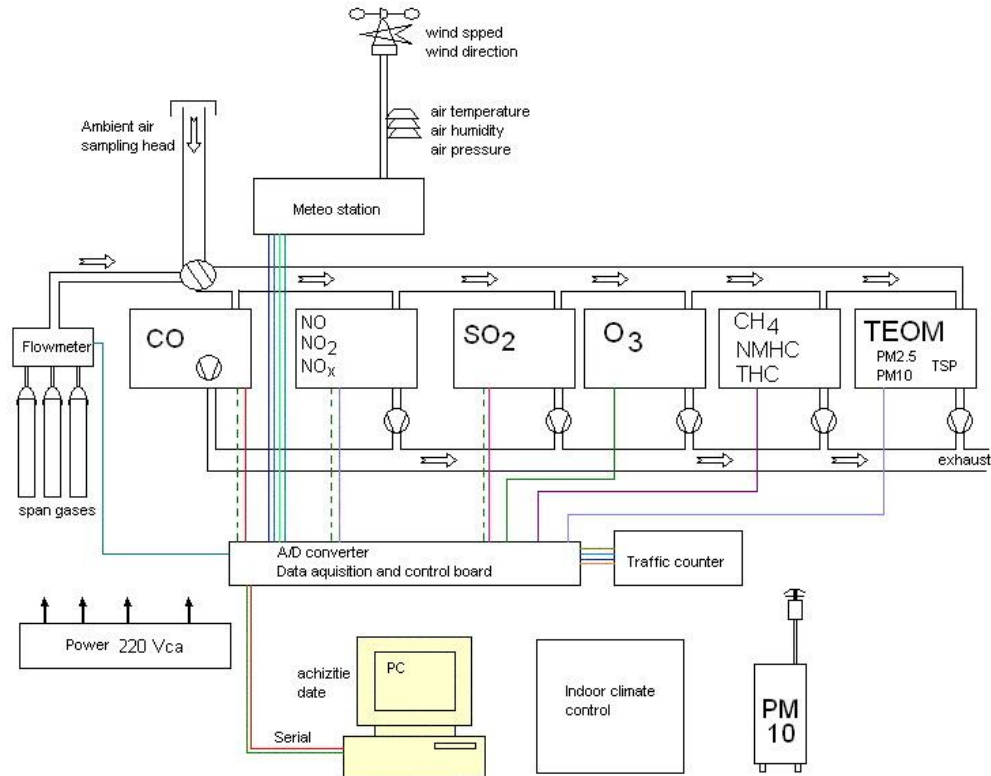 wind spped
wind direction
air temperature
air humidity
air pressure
Ambient air
sampling head
Meteo station
Flowmeter
CO
NO
NO2
NOx
SO2
O3
CH4
NMHC
THC
TEOM
PM2.5
PM10
TSP
exhaust
span gases
A/D converter
Data aquisition and control board
Traffic counter
Power 220 Vca
achizitie
date
PC
Serial
Indoor climate
control
PM
10